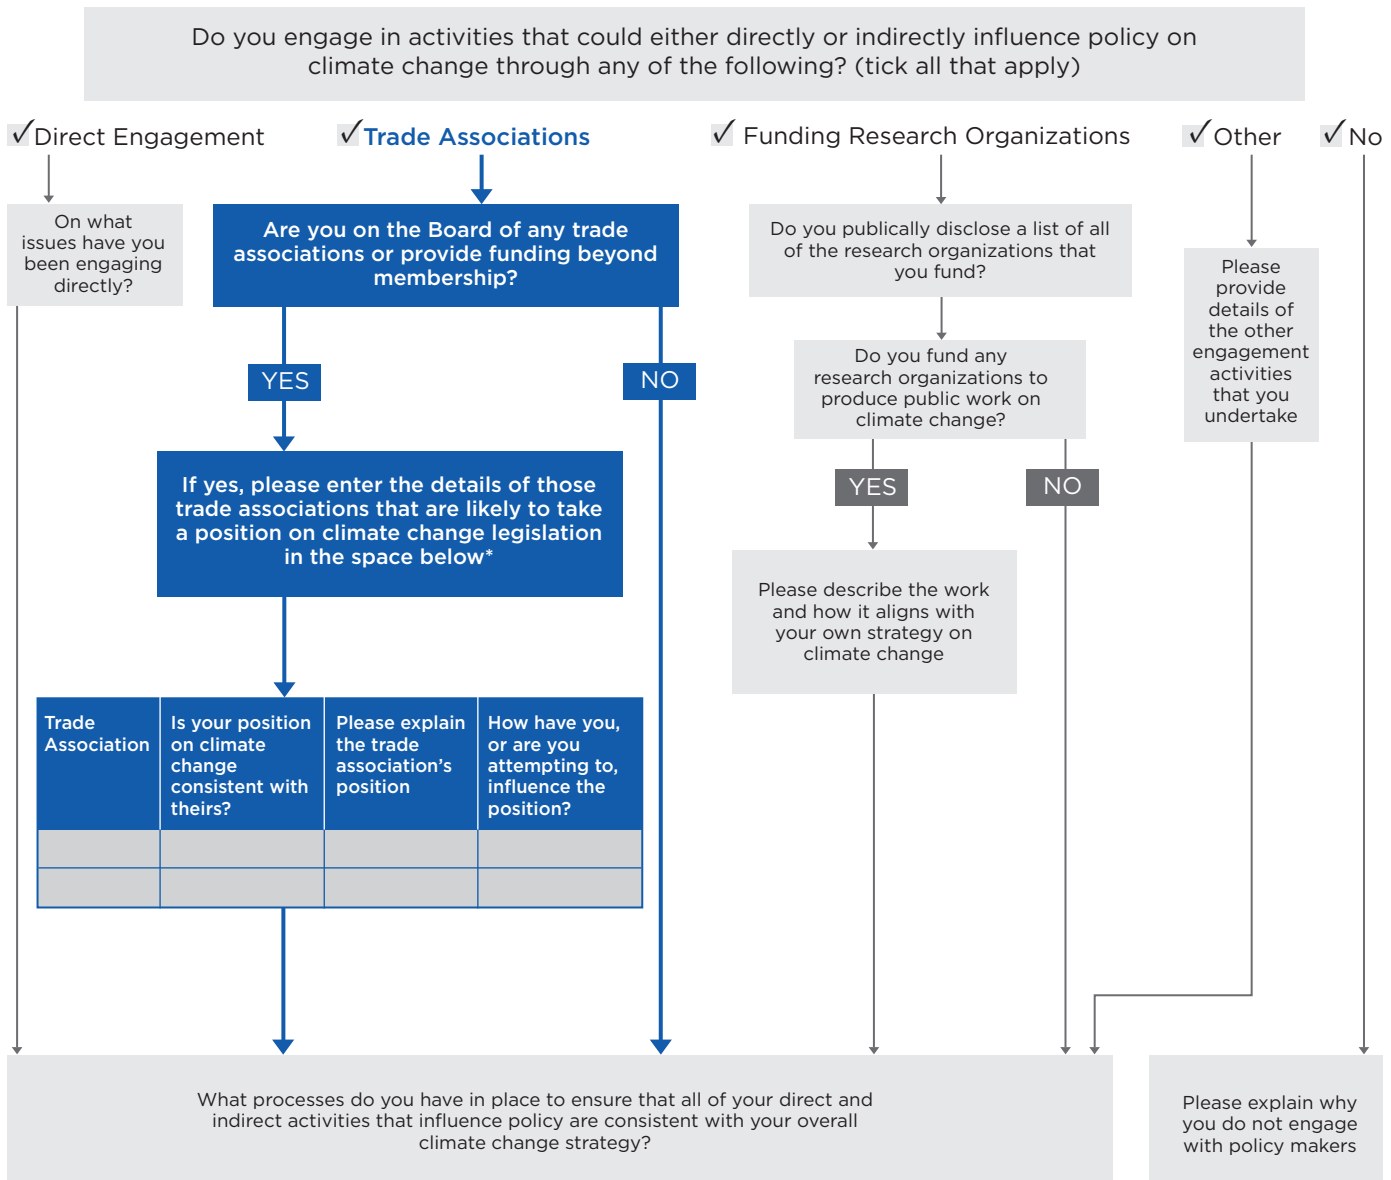 Do you engage in activities that could either directly or indirectly influence policy on
climate change through any of the following? (tick all that apply)
Direct Engagement
Trade Associations
Funding Research Organizations
Other
No
On what
issues have you
been engaging
directly?
Are you on the Board of any trade
associations or provide funding beyond
membership?
YES
NO
If yes, please enter the details of those
trade associations that are likely to take
a position on climate change legislation
in the space below*
Trade
Association
Is your position
on climate
change
consistent with
theirs?
Please explain
the trade
association’s
position
How have you,
or are you
attempting to,
influence the
position?
Do you publically disclose a list of all
of the research organizations that
you fund?
Do you fund any
research organizations to
produce public work on
climate change?
YES
NO
Please describe the work
and how it aligns with
your own strategy on
climate change
Please
provide
details of
the other
engagement
activities
that you
undertake
What processes do you have in place to ensure that all of your direct and
indirect activities that influence policy are consistent with your overall
climate change strategy?
Please explain why
you do not engage
with policy makers